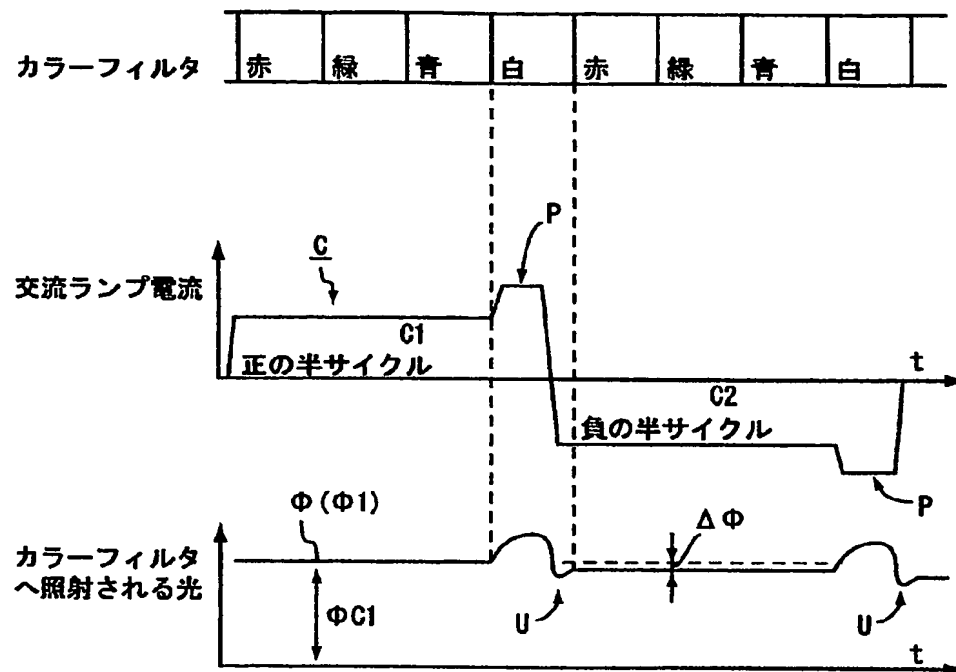 カラーフィルタ
赤 緑 青 白 赤 緑 青 白
P
C
交流ランプ電流
C1
正の半サイクル
t
C2
負の半サイクル
P
Φ(Φ1)
ΔΦ
カラーフィルタ
へ照射される光
ΦC1
U
U
t